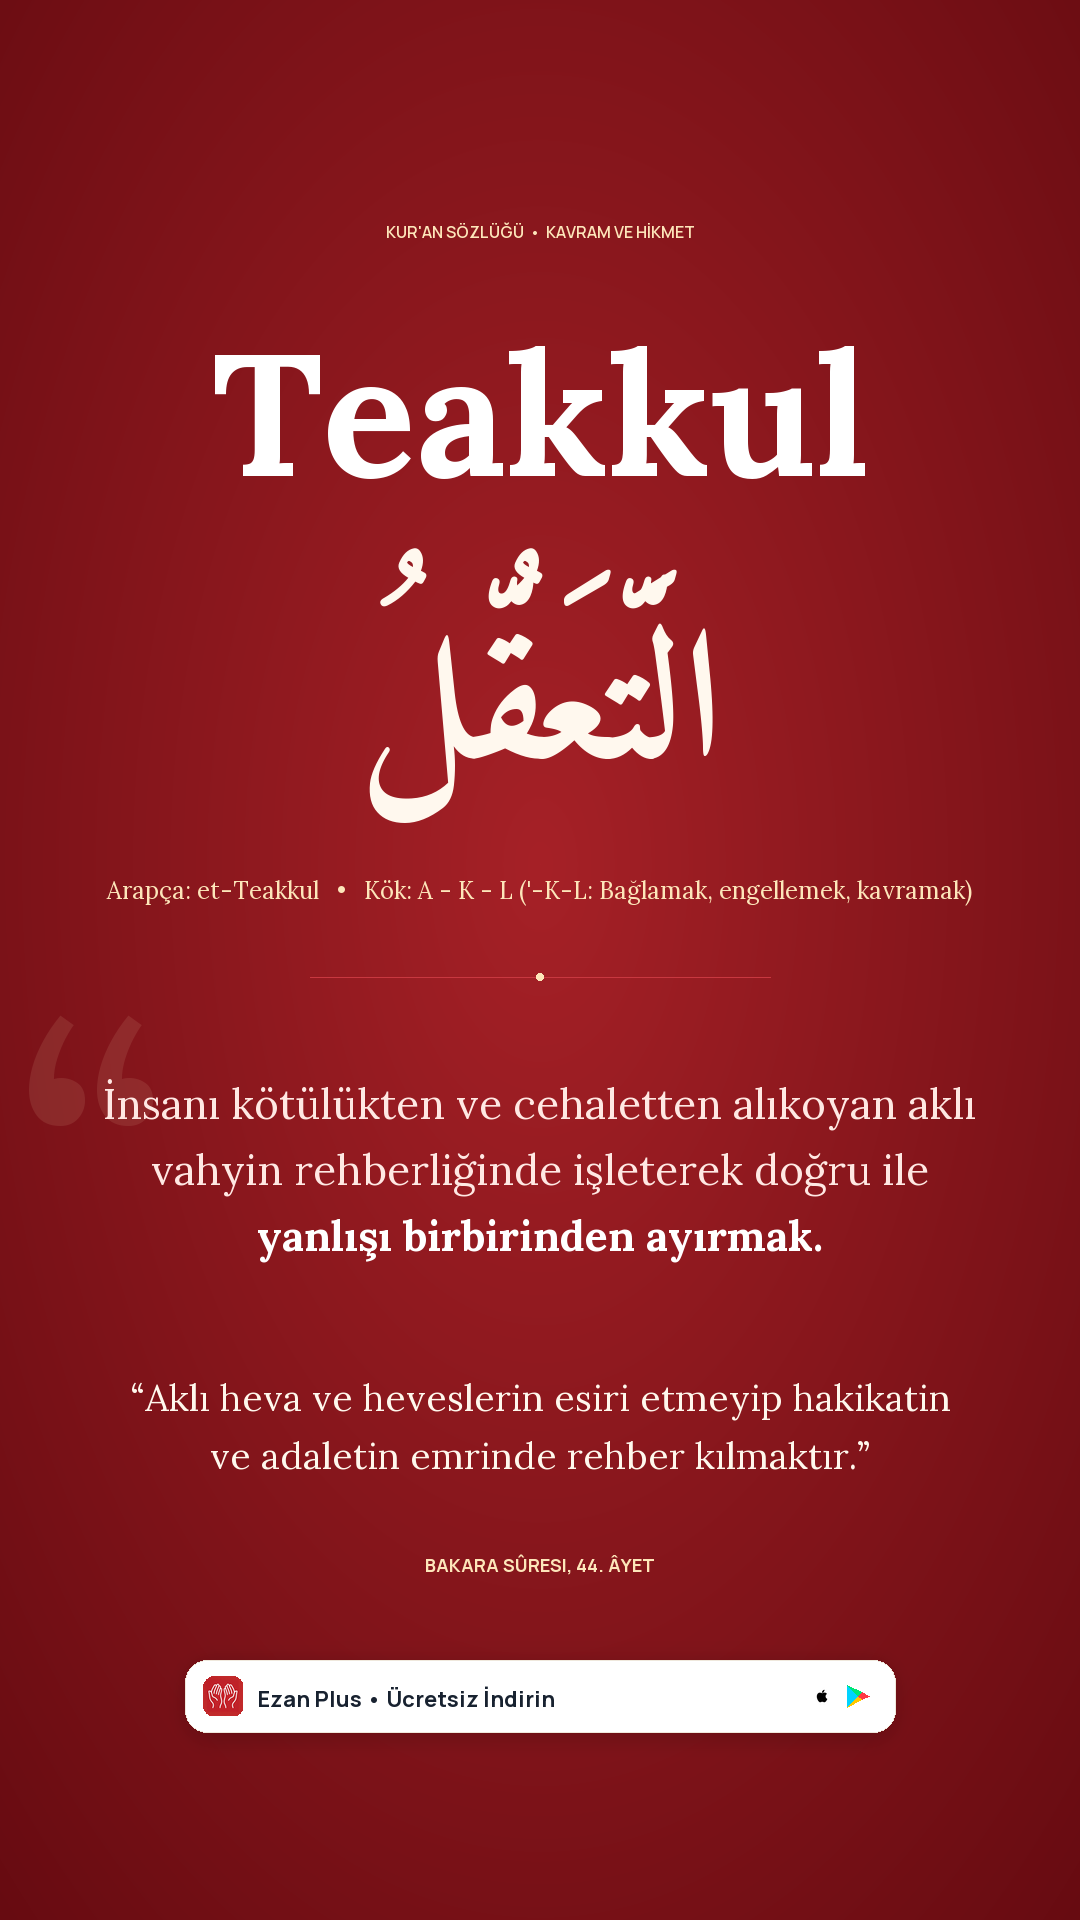 KUR'AN SÖZLÜĞÜ • KAVRAM VE HİKMET
Teakkul
التَّعَقُّلُ
Arapça: et-Teakkul • Kök: A - K - L ('-K-L: Bağlamak, engellemek, kavramak)
“
İnsanı kötülükten ve cehaletten alıkoyan aklı
vahyin rehberliğinde işleterek doğru ile
yanlışı birbirinden ayırmak.
“Aklı heva ve heveslerin esiri etmeyip hakikatin
ve adaletin emrinde rehber kılmaktır.”
BAKARA SÛRESI, 44. ÂYET
Ezan Plus • Ücretsiz İndirin